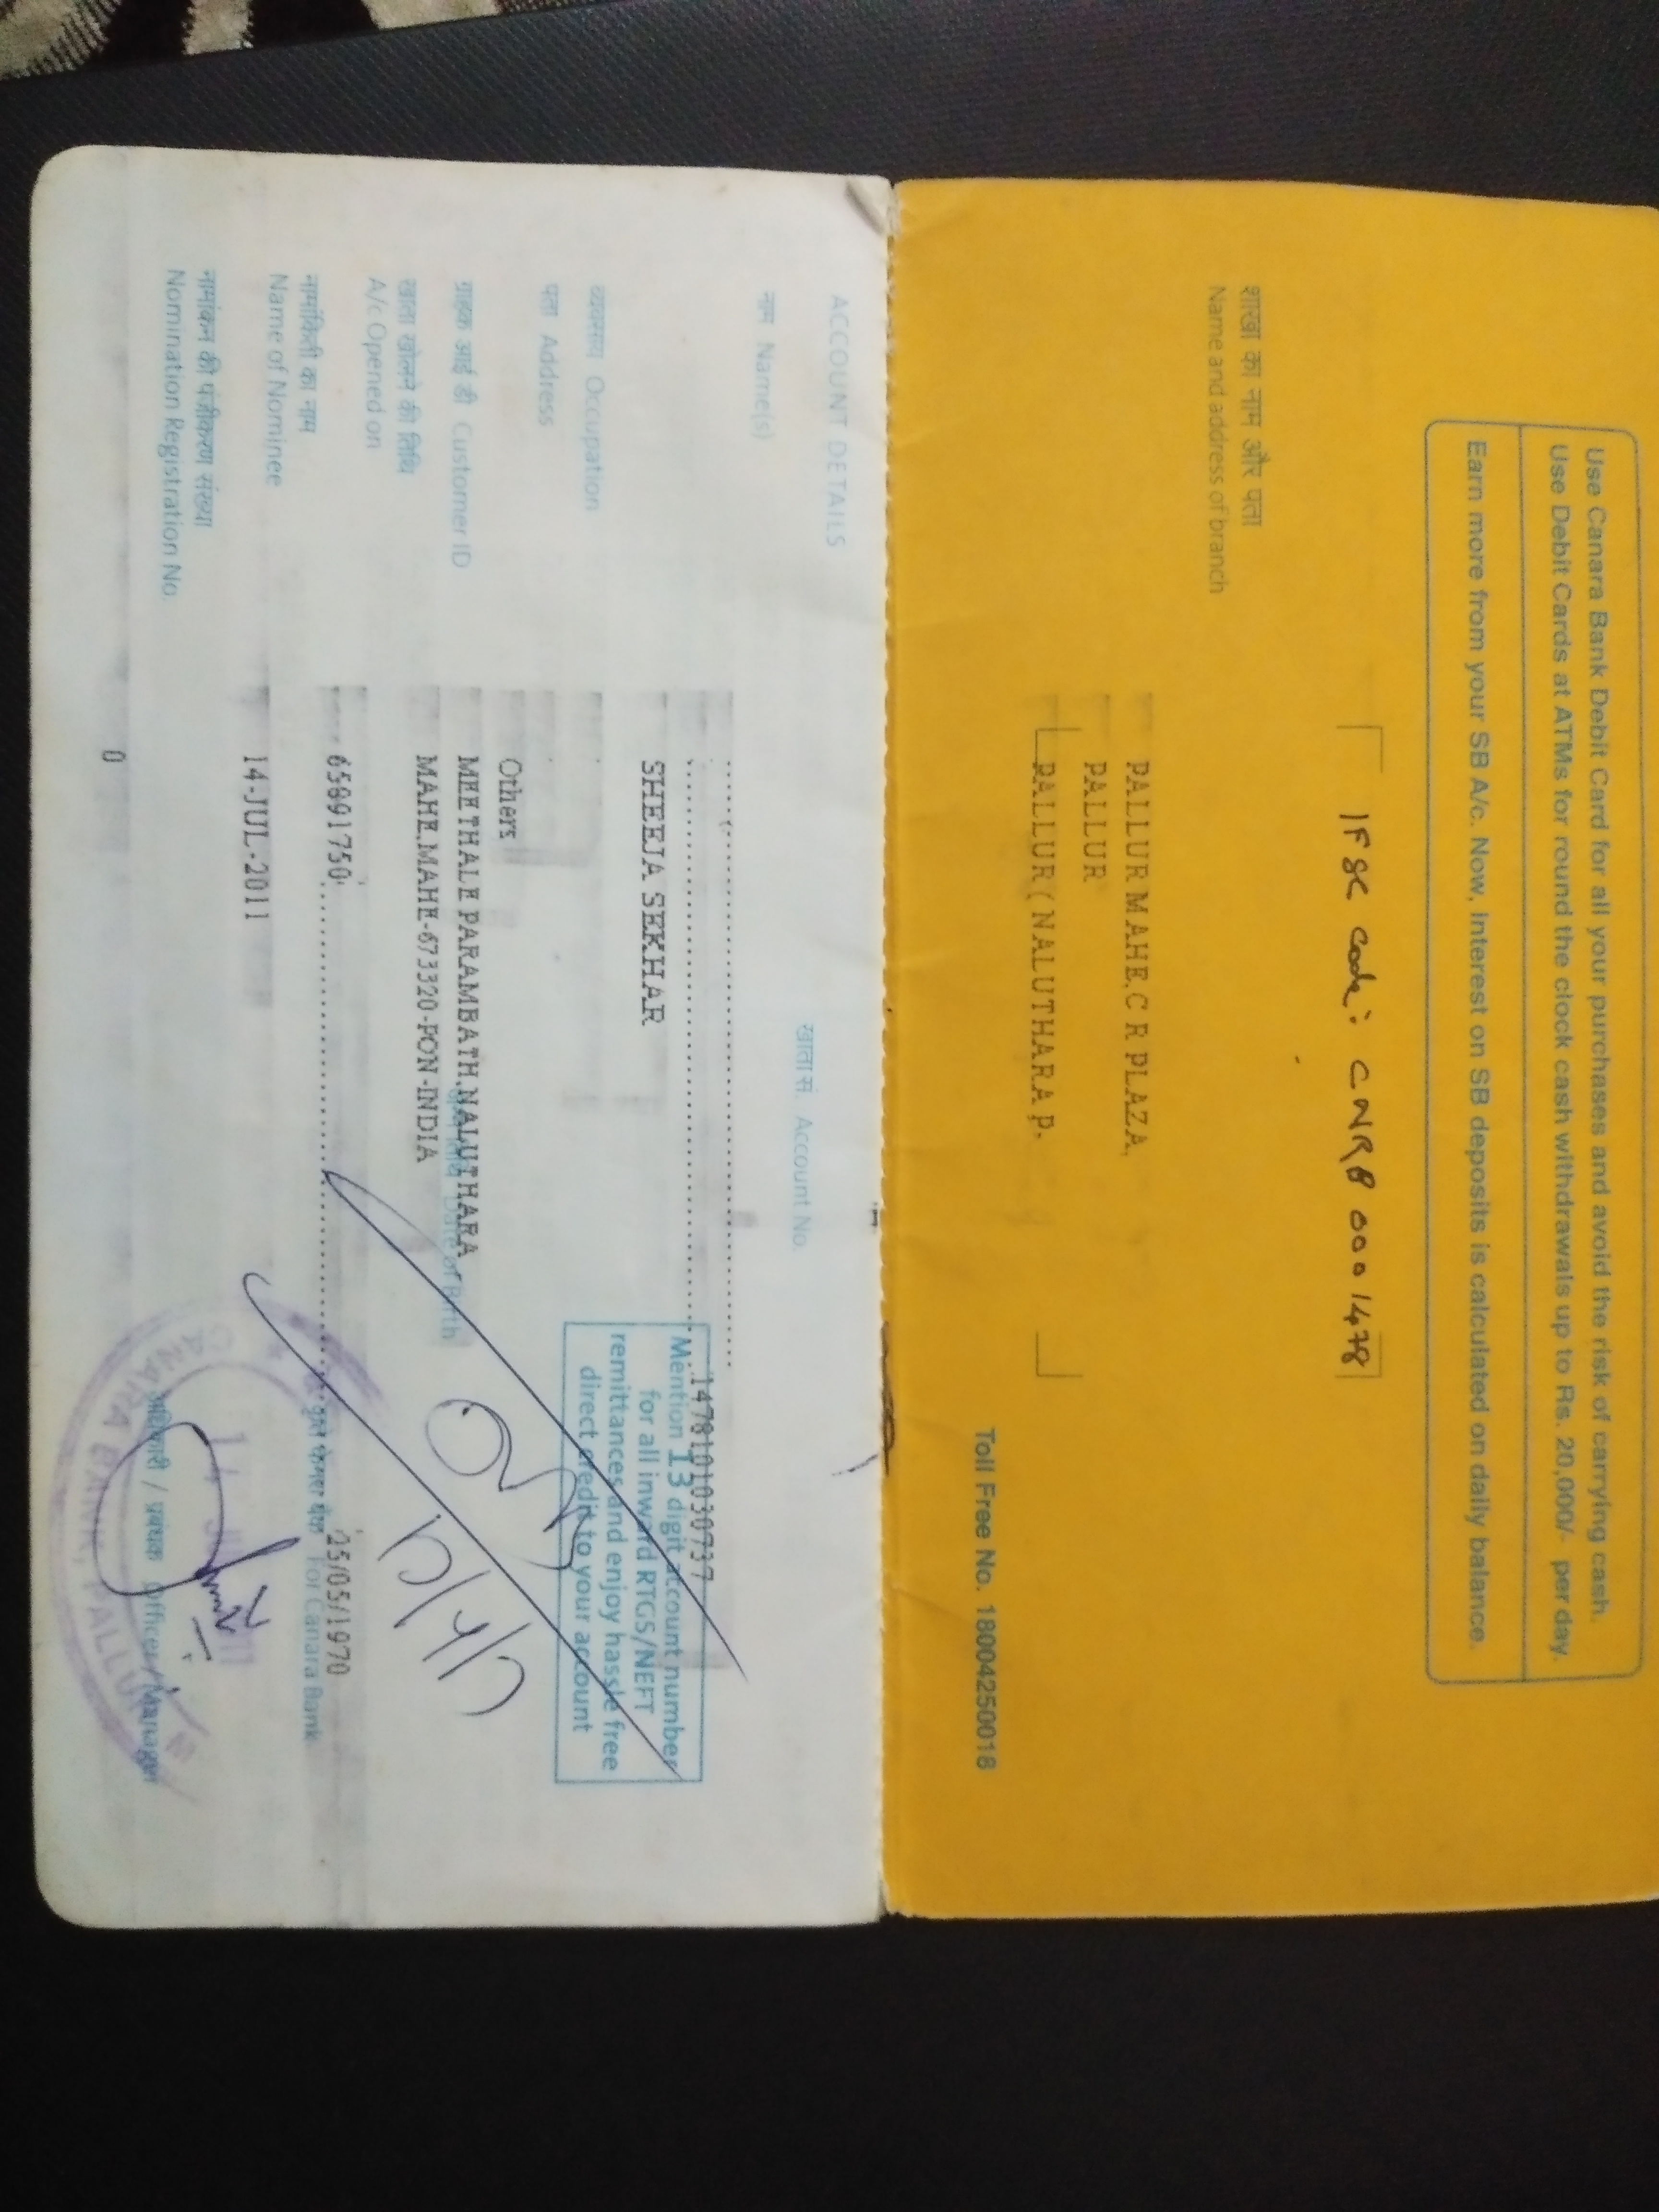 Use Canara Bank Debit Card for all your purchases and avoid the risk of carrying cash.
Use Debit Cards at ATMs for round the clock cash withdrawals up to Rs. 20,000/- per day.
Earn more from your SB A/c. Now, Interest on SB deposits is calculated on daily balance.
IFSC Code: CNRB 0001478
शाखा का नाम और पता
Name and address of branch
PALLUR MAHE,C R PLAZA,
PALLUR
PALLUR ( NALUTHARA P.
Toll Free No. 18004250018
ACCOUNT DETAILS
खाता सं. Account No.
नाम Name(s)
14781010 30737
Mention 13 digit account number
for all inward RTGS/NEFT
remittances and enjoy hassle free
direct credit to your account
SHEEJA SEKHAR
व्यवसाय Occupation
Others
पता Address
MEETHALE PARAMBATH,NALUTHARA
MAHE,MAHE-673320-PON-INDIA
ग्राहक आई डी Customer ID
Date of Birth
65891750
25/05/1970
खाता खोलने की तिथि
A/c Opened on
14-JUL-2011
नामांकिती का नाम
Name of Nominee
कृते केनरा बैंक For Canara Bank
नामांकन की पंजीकरण संख्या
Nomination Registration No.
0
अधिकारी / प्रबंधक Officer/Manager
CANARA BANK, PALLUR